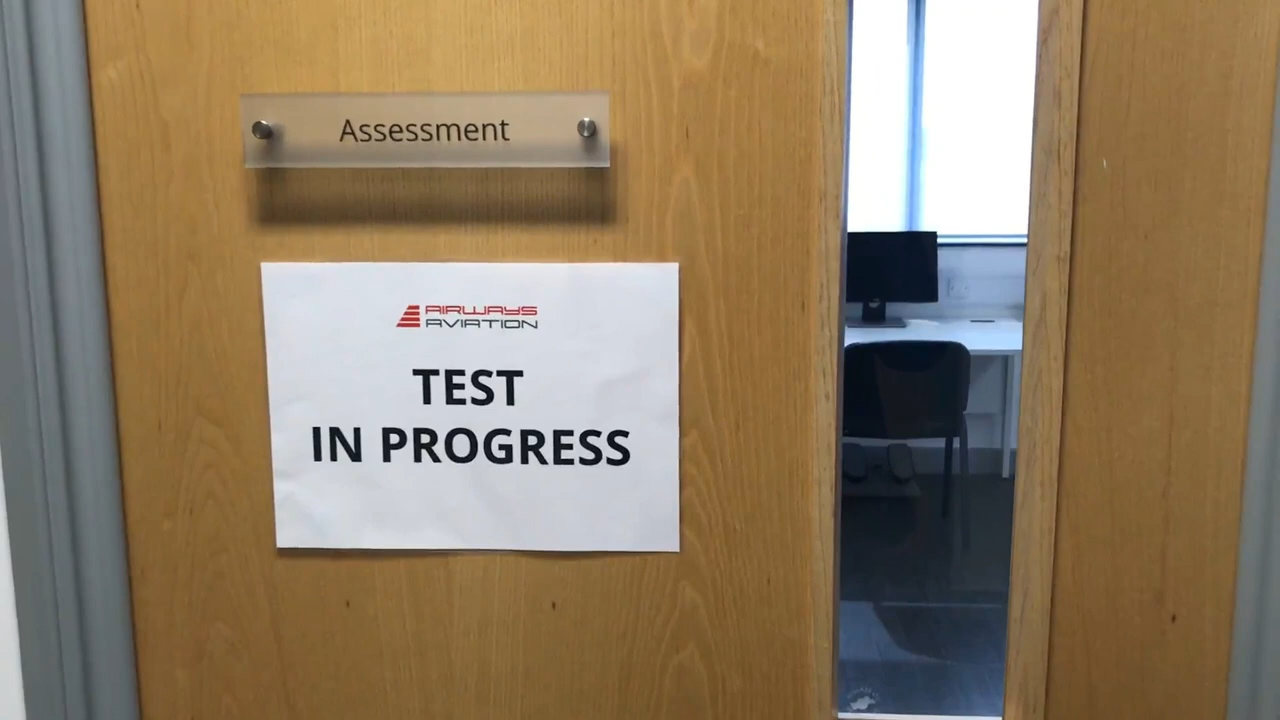 Assessment
AIRWAYS
AVIATION
TEST
IN PROGRESS